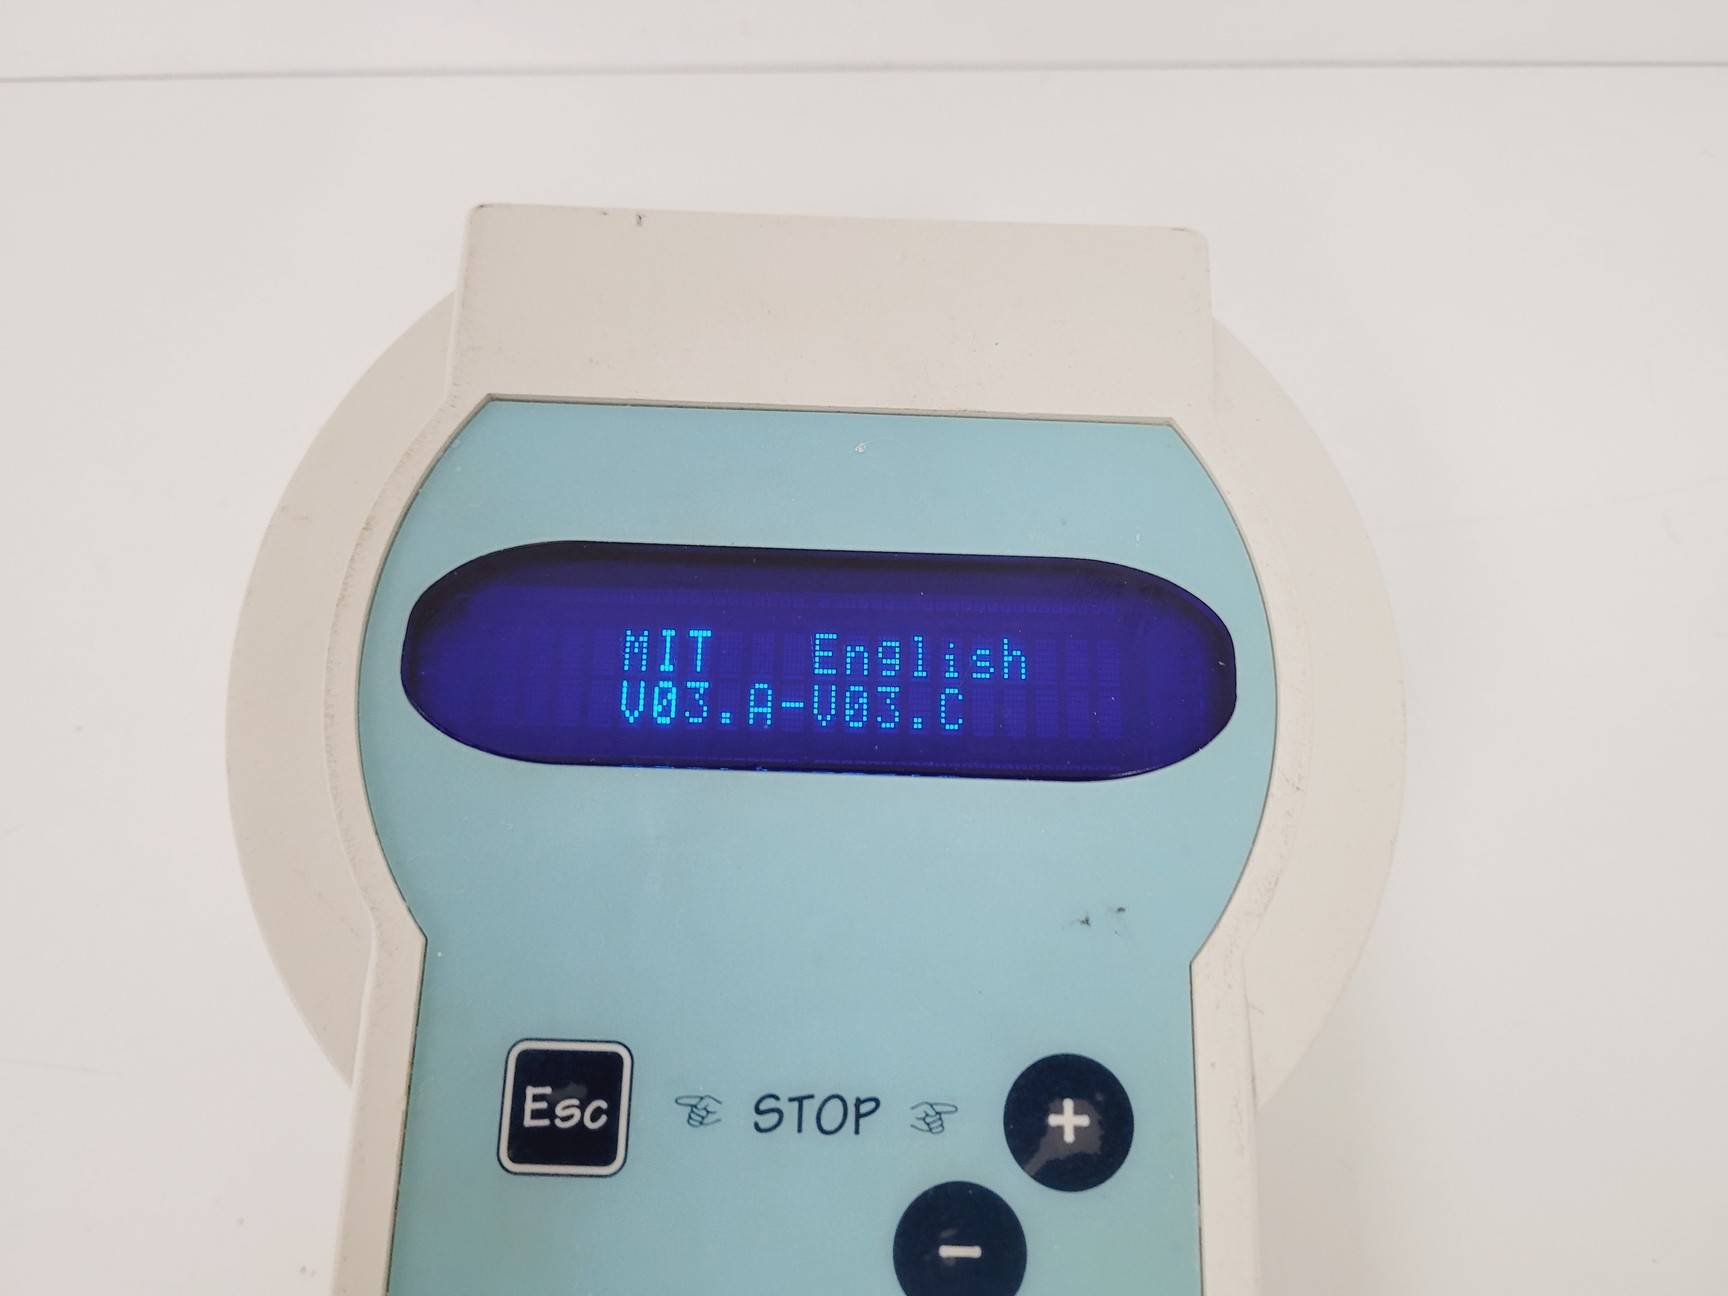 MIT English
V03.A-V03.C
Esc STOP +
-